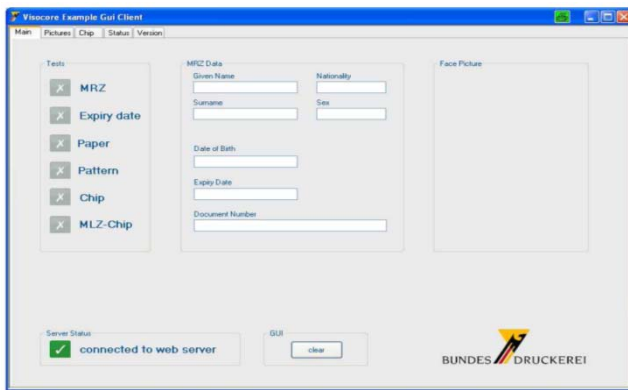 Visocore Example Gui Client
Main Pictures Chip Status Version
Tests
MRZ
Expiry date
Paper
Pattern
Chip
MLZ-Chip
MRZ Data
Given Name Nationality
Surname Sex
Date of Birth
Expiry Date
Document Number
Face Picture
Server Status
connected to web server
GUI
clear
BUNDES DRUCKEREI